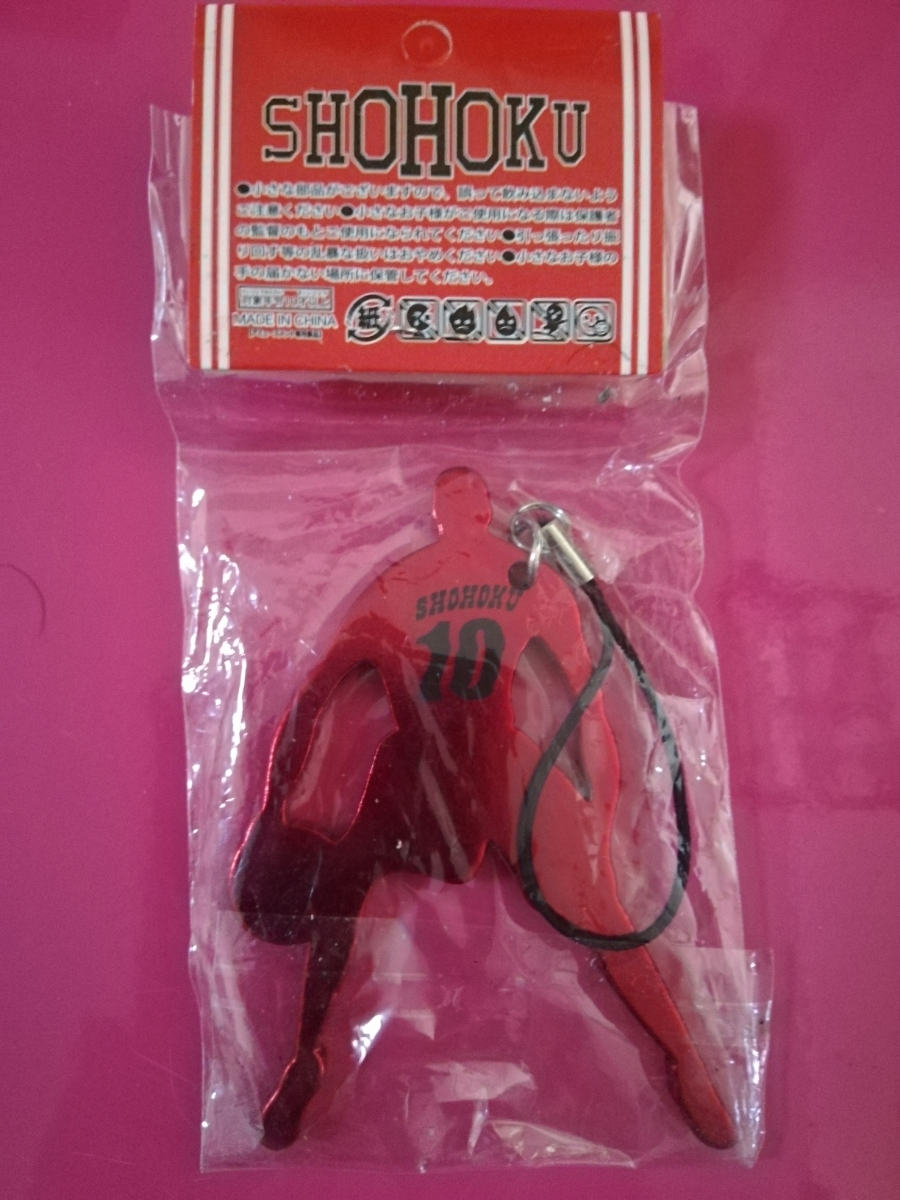 SHOHOKU
●小さな部品がございますので、誤って飲み込まないよう
ご注意ください●小さなお子様がご使用になる際は保護者
の監督のもとご使用になられてください●引っ張ったり振
り回す等の乱暴な扱いはおやめください●小さなお子様の
手の届かない場所に保管してください。
MADE IN CHINA
紙
SHOHOKU
10